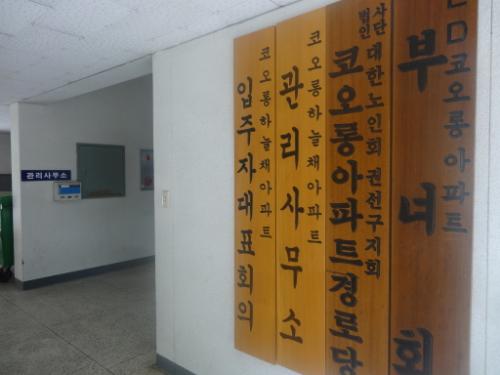 관리사무소
코오롱하늘채아파트
입주자대표회의
코오롱하늘채아파트
관리사무소
사단
법인
대한노인회 권선구지회
코오롱아파트경로당
코오롱아파트
부녀회